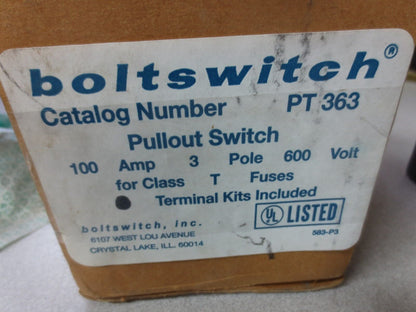 boltswitch®
Catalog Number PT 363
Pullout Switch
100 Amp 3 Pole 600 Volt
for Class T Fuses
Terminal Kits Included
boltswitch, inc.
6107 WEST LOU AVENUE
CRYSTAL LAKE, ILL. 60014
UL LISTED
583-P3